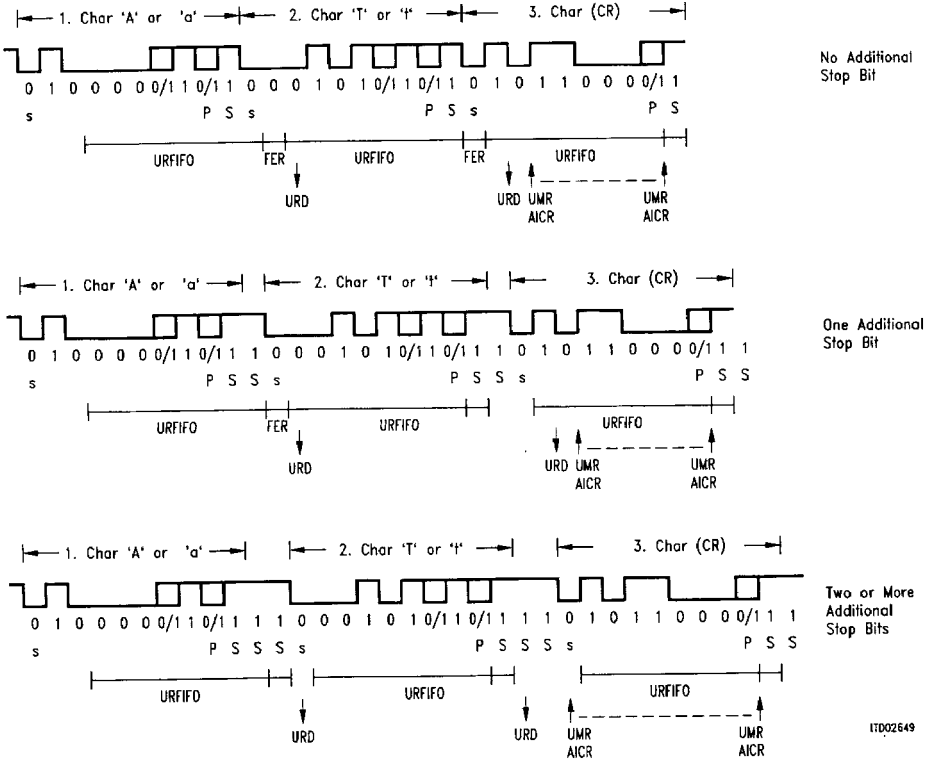 1. Char 'A' or 'a' 2. Char 'T' or 't' 3. Char (CR)
No Additional
Stop Bit
0 1 0 0 0 0 0/1 1 0/1 1 0 0 0 1 0 1 0/1 1 0/1 1 0 1 0 1 1 0 0 0 0/1 1
s P S s P S s P S
URFIFO FER URFIFO FER URFIFO
URD URD UMR UMR
AICR AICR
1. Char 'A' or 'a' 2. Char 'T' or 't' 3. Char (CR)
One Additional
Stop Bit
0 1 0 0 0 0 0/1 1 0/1 1 1 0 0 0 1 0 1 0/1 1 0/1 1 1 0 1 0 1 1 0 0 0 0/1 1 1
s P S S s P S S s P S S
URFIFO FER URFIFO URFIFO
URD URD UMR UMR
AICR AICR
1. Char 'A' or 'a' 2. Char 'T' or 't' 3. Char (CR)
Two or More
Additional
Stop Bits
0 1 0 0 0 0 0/1 1 0/1 1 1 1 0 0 0 1 0 1 0/1 1 0/1 1 1 1 0 1 0 1 1 0 0 0 0/1 1 1
s P S S S s P S S S s P S S
URFIFO URFIFO URFIFO
URD URD UMR UMR
AICR AICR
ITD02649